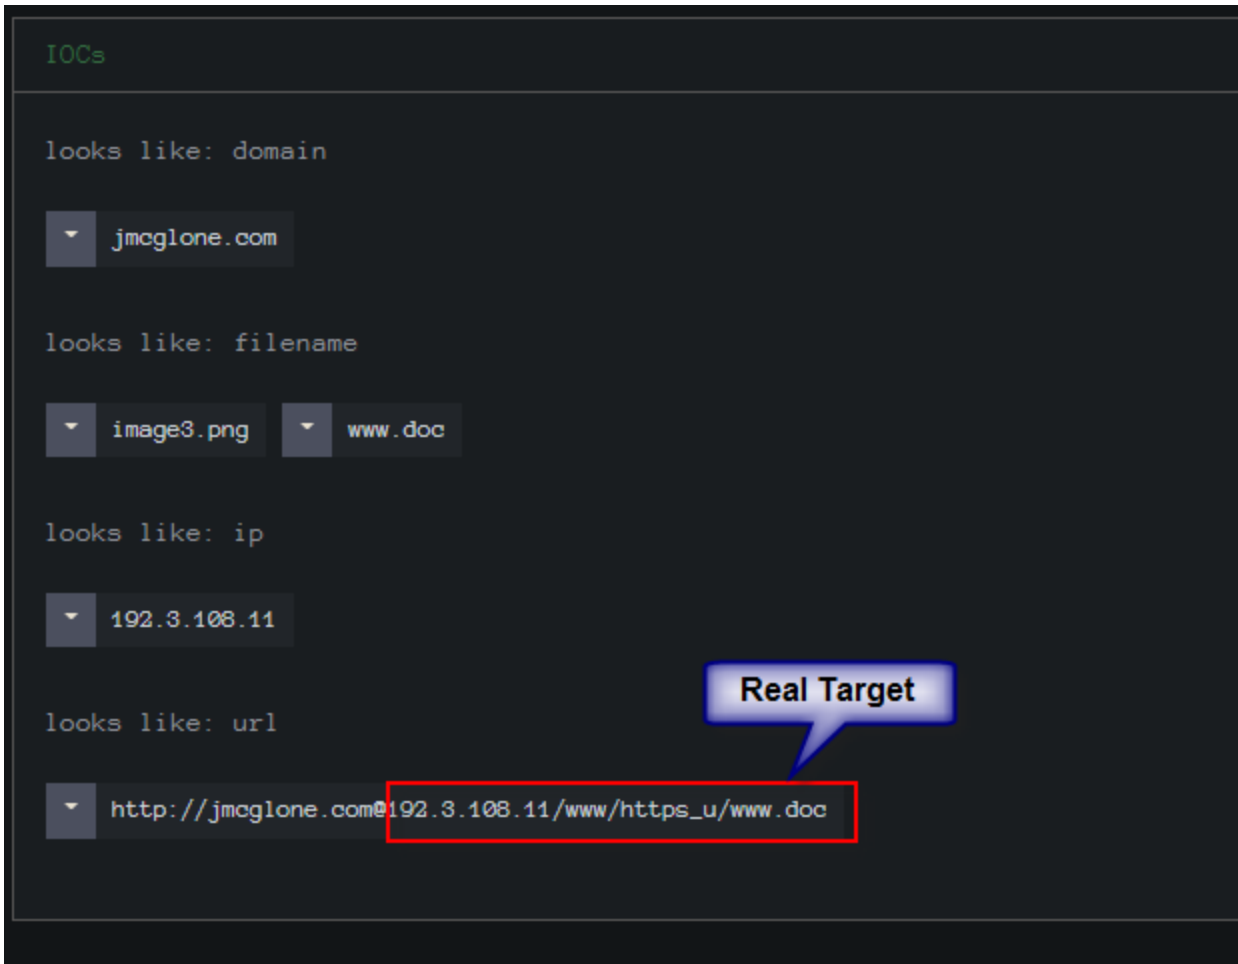 IOCs
looks like: domain
jmcglone.com
looks like: filename
image3.png www.doc
looks like: ip
192.3.108.11
Real Target
looks like: url
http://jmcglone.com@192.3.108.11/www/https_u/www.doc